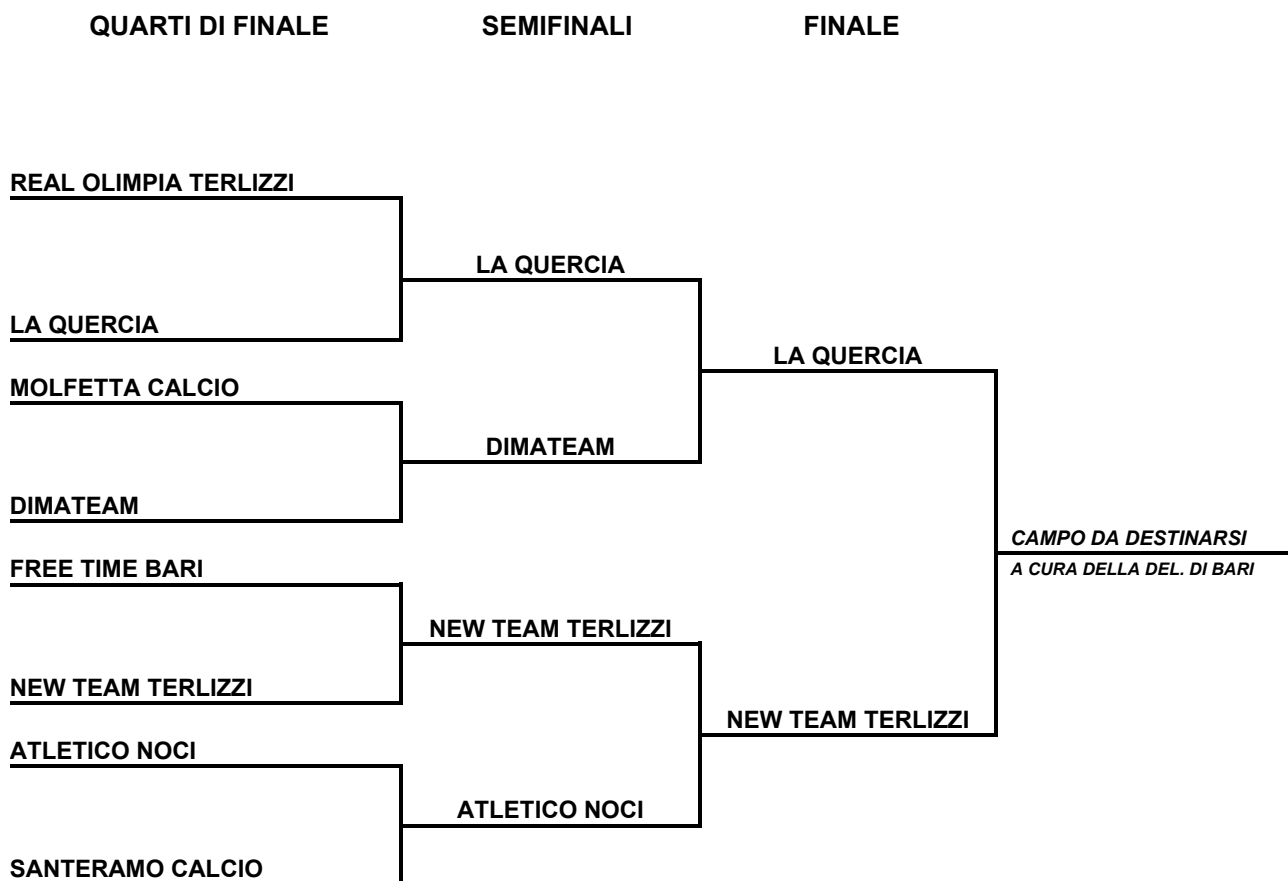 QUARTI DI FINALE SEMIFINALI FINALE
REAL OLIMPIA TERLIZZI
LA QUERCIA
LA QUERCIA
LA QUERCIA
MOLFETTA CALCIO
DIMATEAM
DIMATEAM
CAMPO DA DESTINARSI
FREE TIME BARI
A CURA DELLA DEL. DI BARI
NEW TEAM TERLIZZI
NEW TEAM TERLIZZI
NEW TEAM TERLIZZI
ATLETICO NOCI
ATLETICO NOCI
SANTERAMO CALCIO